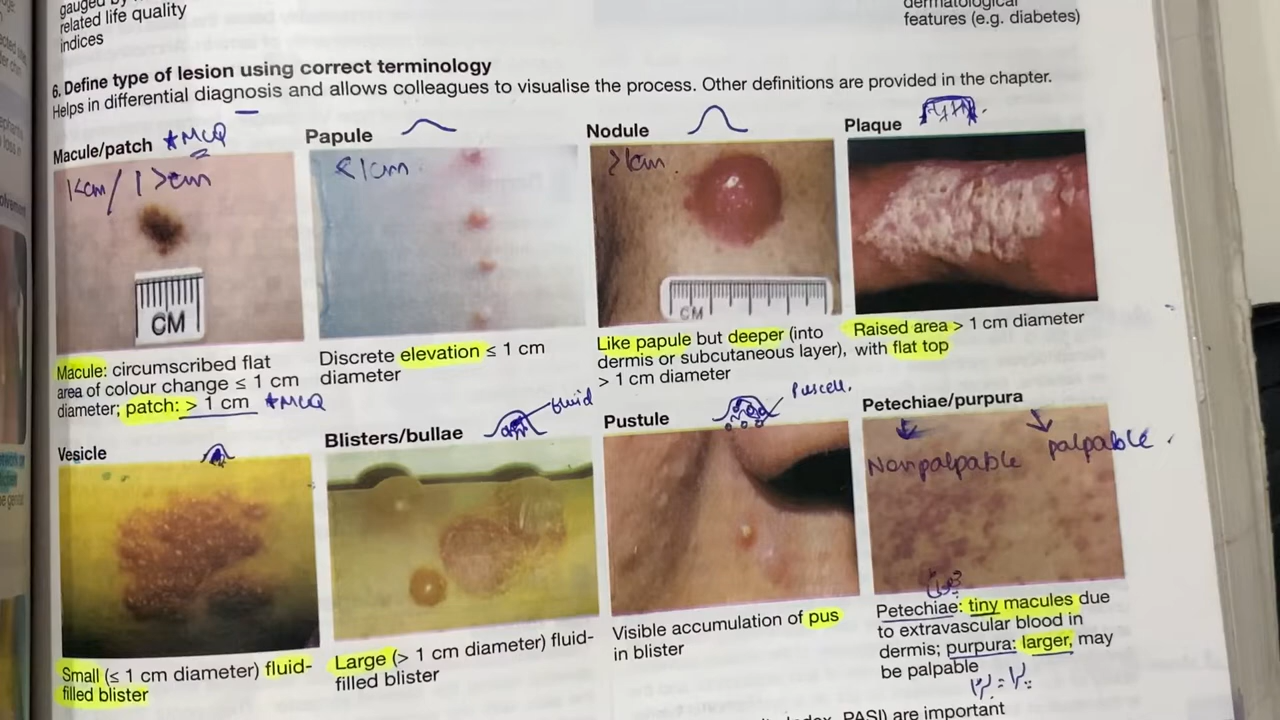 gauged by
related life quality
indices
dermatological
features (e.g. diabetes)
6. Define type of lesion using correct terminology
Helps in differential diagnosis and allows colleagues to visualise the process. Other definitions are provided in the chapter.
Macule/patch *MCQ
1<cm / 1>cm
CM
Macule: circumscribed flat
area of colour change ≤ 1 cm
diameter; patch: > 1 cm *MCQ
Papule
<1cm
Discrete elevation ≤ 1 cm
diameter
Nodule
>1cm.
CM
Like papule but deeper (into
dermis or subcutaneous layer),
> 1 cm diameter
Plaque
Raised area > 1 cm diameter
with flat top
Vesicle
Small (≤ 1 cm diameter) fluid-
filled blister
Blisters/bullae
fluid
Large (> 1 cm diameter) fluid-
filled blister
Pustule
Puscell.
Visible accumulation of pus
in blister
Petechiae/purpura
Nonpalpable
palpable.
Petechiae: tiny macules due
to extravascular blood in
dermis; purpura: larger, may
be palpable
PASI) are important